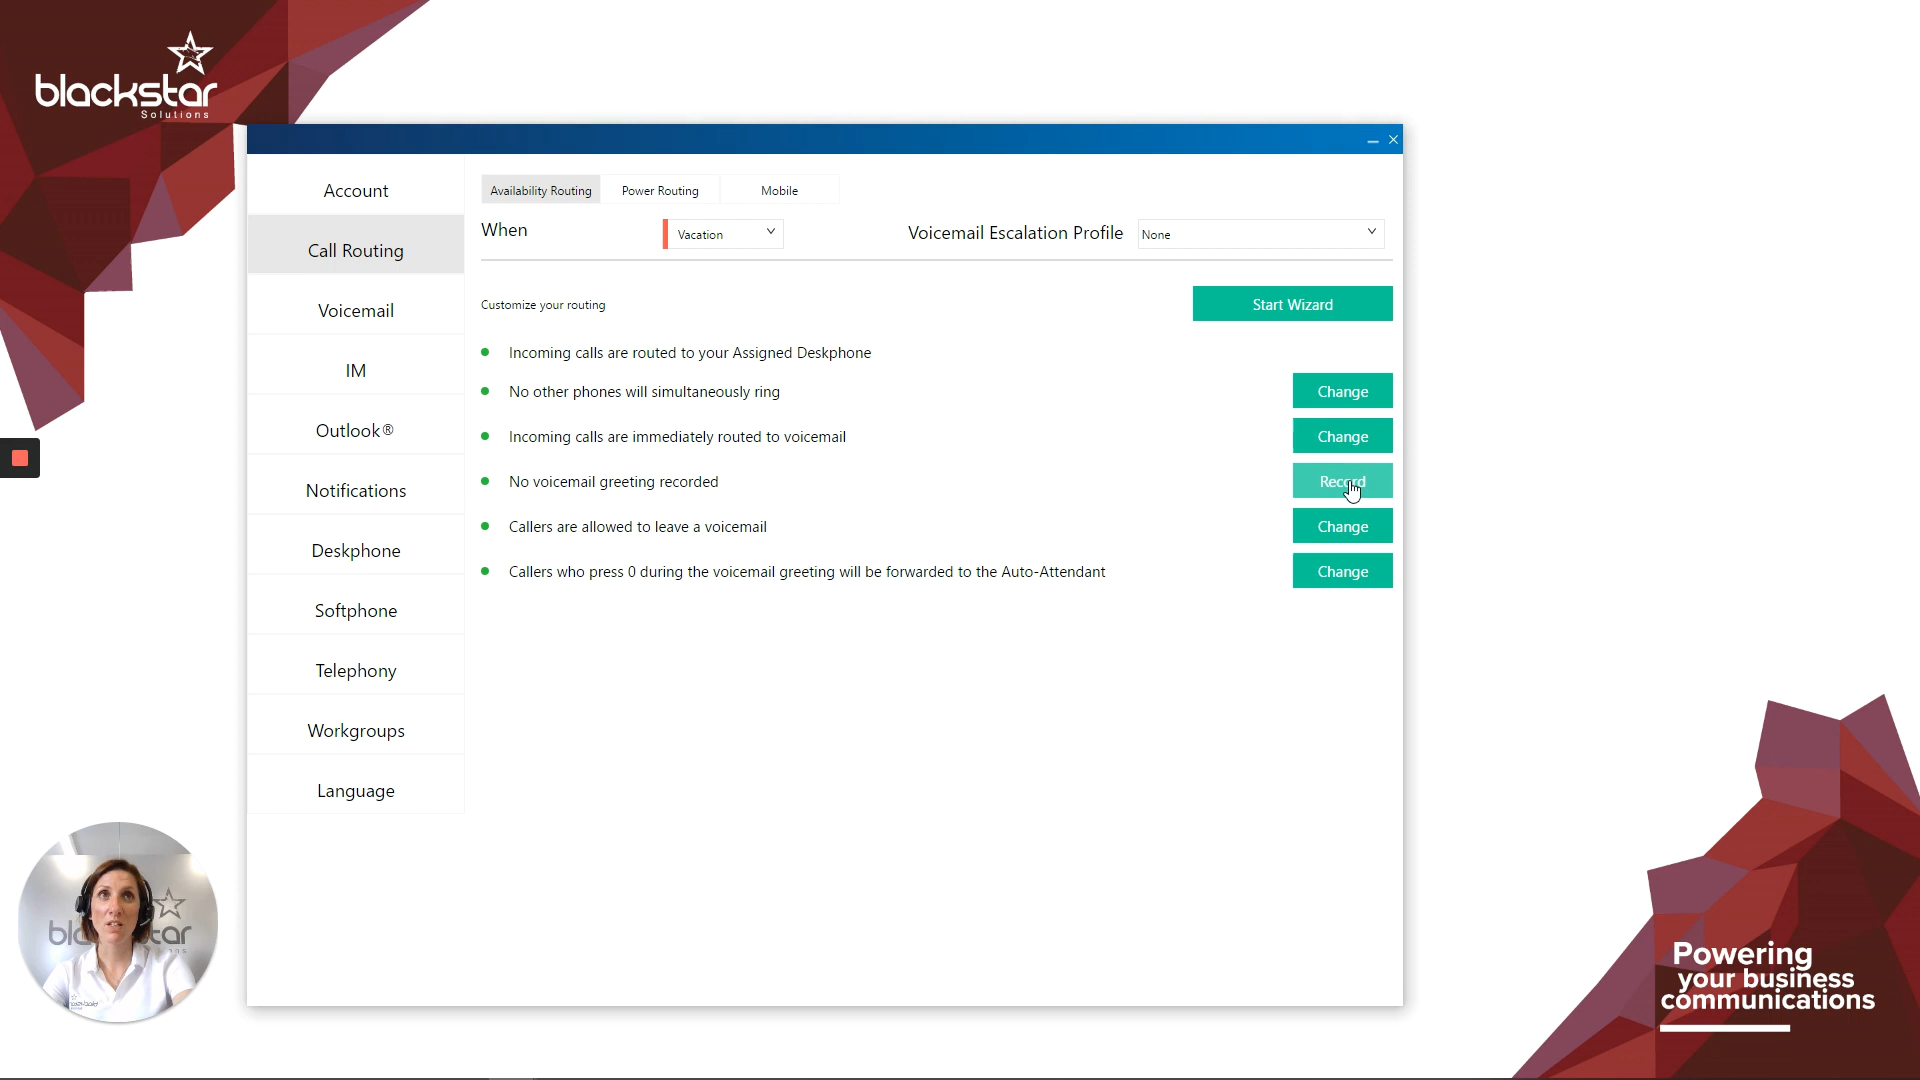 blackstar
Solutions
Account
Call Routing
Voicemail
IM
Outlook®
Notifications
Deskphone
Softphone
Telephony
Workgroups
Language
Availability Routing
Power Routing
Mobile
When
Vacation
Voicemail Escalation Profile
None
Customize your routing
Start Wizard
Incoming calls are routed to your Assigned Deskphone
No other phones will simultaneously ring
Change
Incoming calls are immediately routed to voicemail
Change
No voicemail greeting recorded
Record
Callers are allowed to leave a voicemail
Change
Callers who press 0 during the voicemail greeting will be forwarded to the Auto-Attendant
Change
Powering
your business
communications